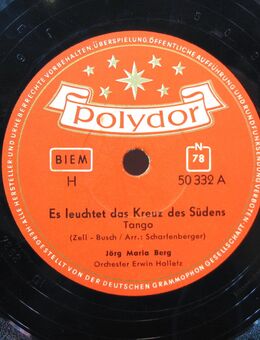 ALLE HERSTELLER UND URHEBERRECHTE VORBEHALTEN, ÜBERSPIELUNG, ÖFFENTLICHE AUFFÜHRUNG UND RUNDFUNKSENDUNG
polydor
BIEM
N
78
H
50 332 A
Es leuchtet das Kreuz des Südens
Tango
(Zell - Busch / Arr.: Scharfenberger)
Jörg Maria Berg
Orchester Erwin Halletz
HERGESTELLT VON DER DEUTSCHEN GRAMMOPHON GESELLSCHAFT